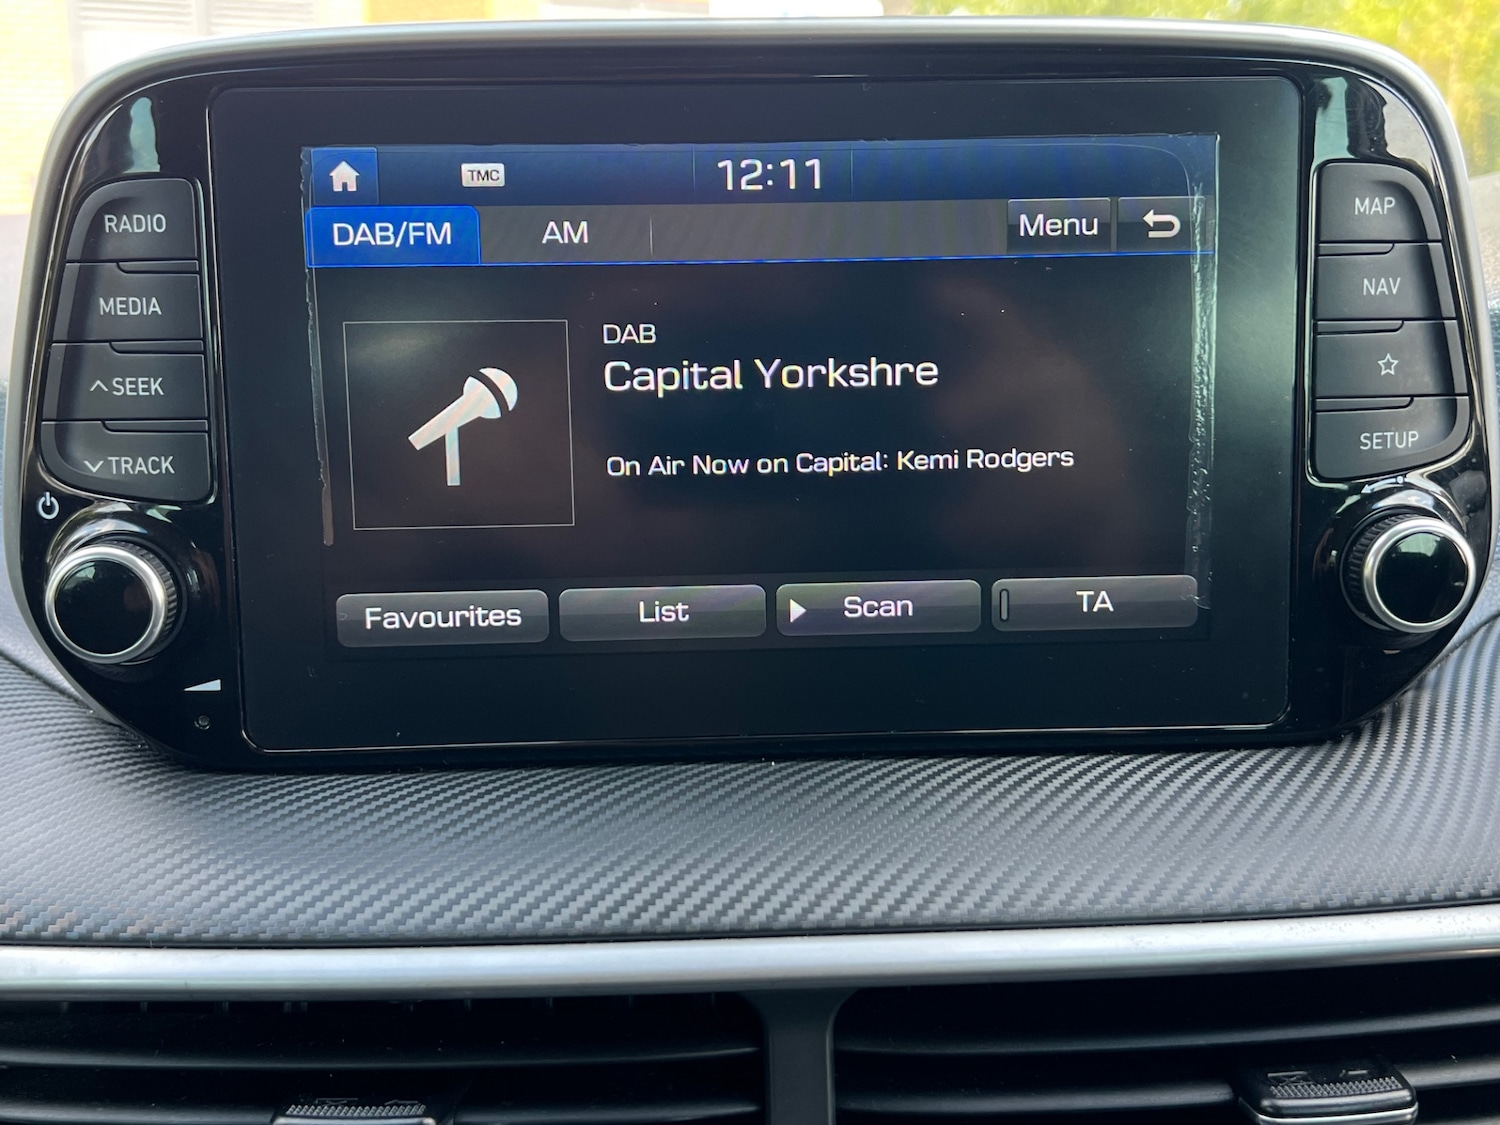 TMC
12:11
DAB/FM
AM
Menu
DAB
Capital Yorkshre
On Air Now on Capital: Kemi Rodgers
Favourites
List
Scan
TA
RADIO
MEDIA
SEEK
TRACK
MAP
NAV
SETUP